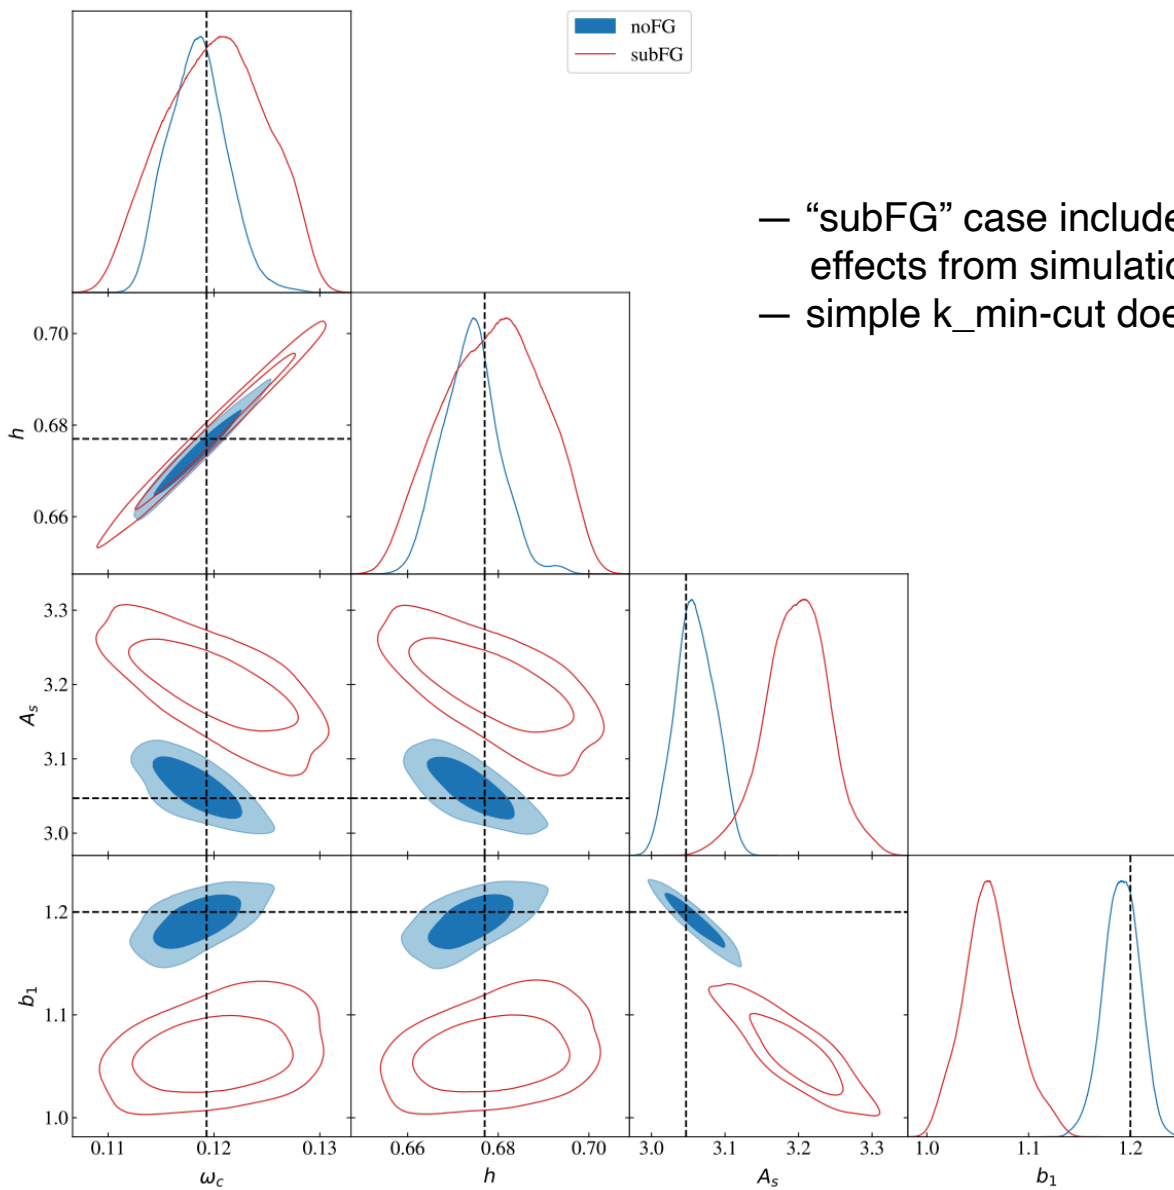 noFG
subFG
— “subFG” case include
effects from simulatio
— simple k_min-cut doe
0.70
0.68
0.66
h
3.3
3.2
3.1
3.0
A_s
1.2
1.1
1.0
b_1
0.11 0.12 0.13
0.66 0.68 0.70
3.0 3.1 3.2 3.3
1.0 1.1 1.2
ω_c
h
A_s
b_1